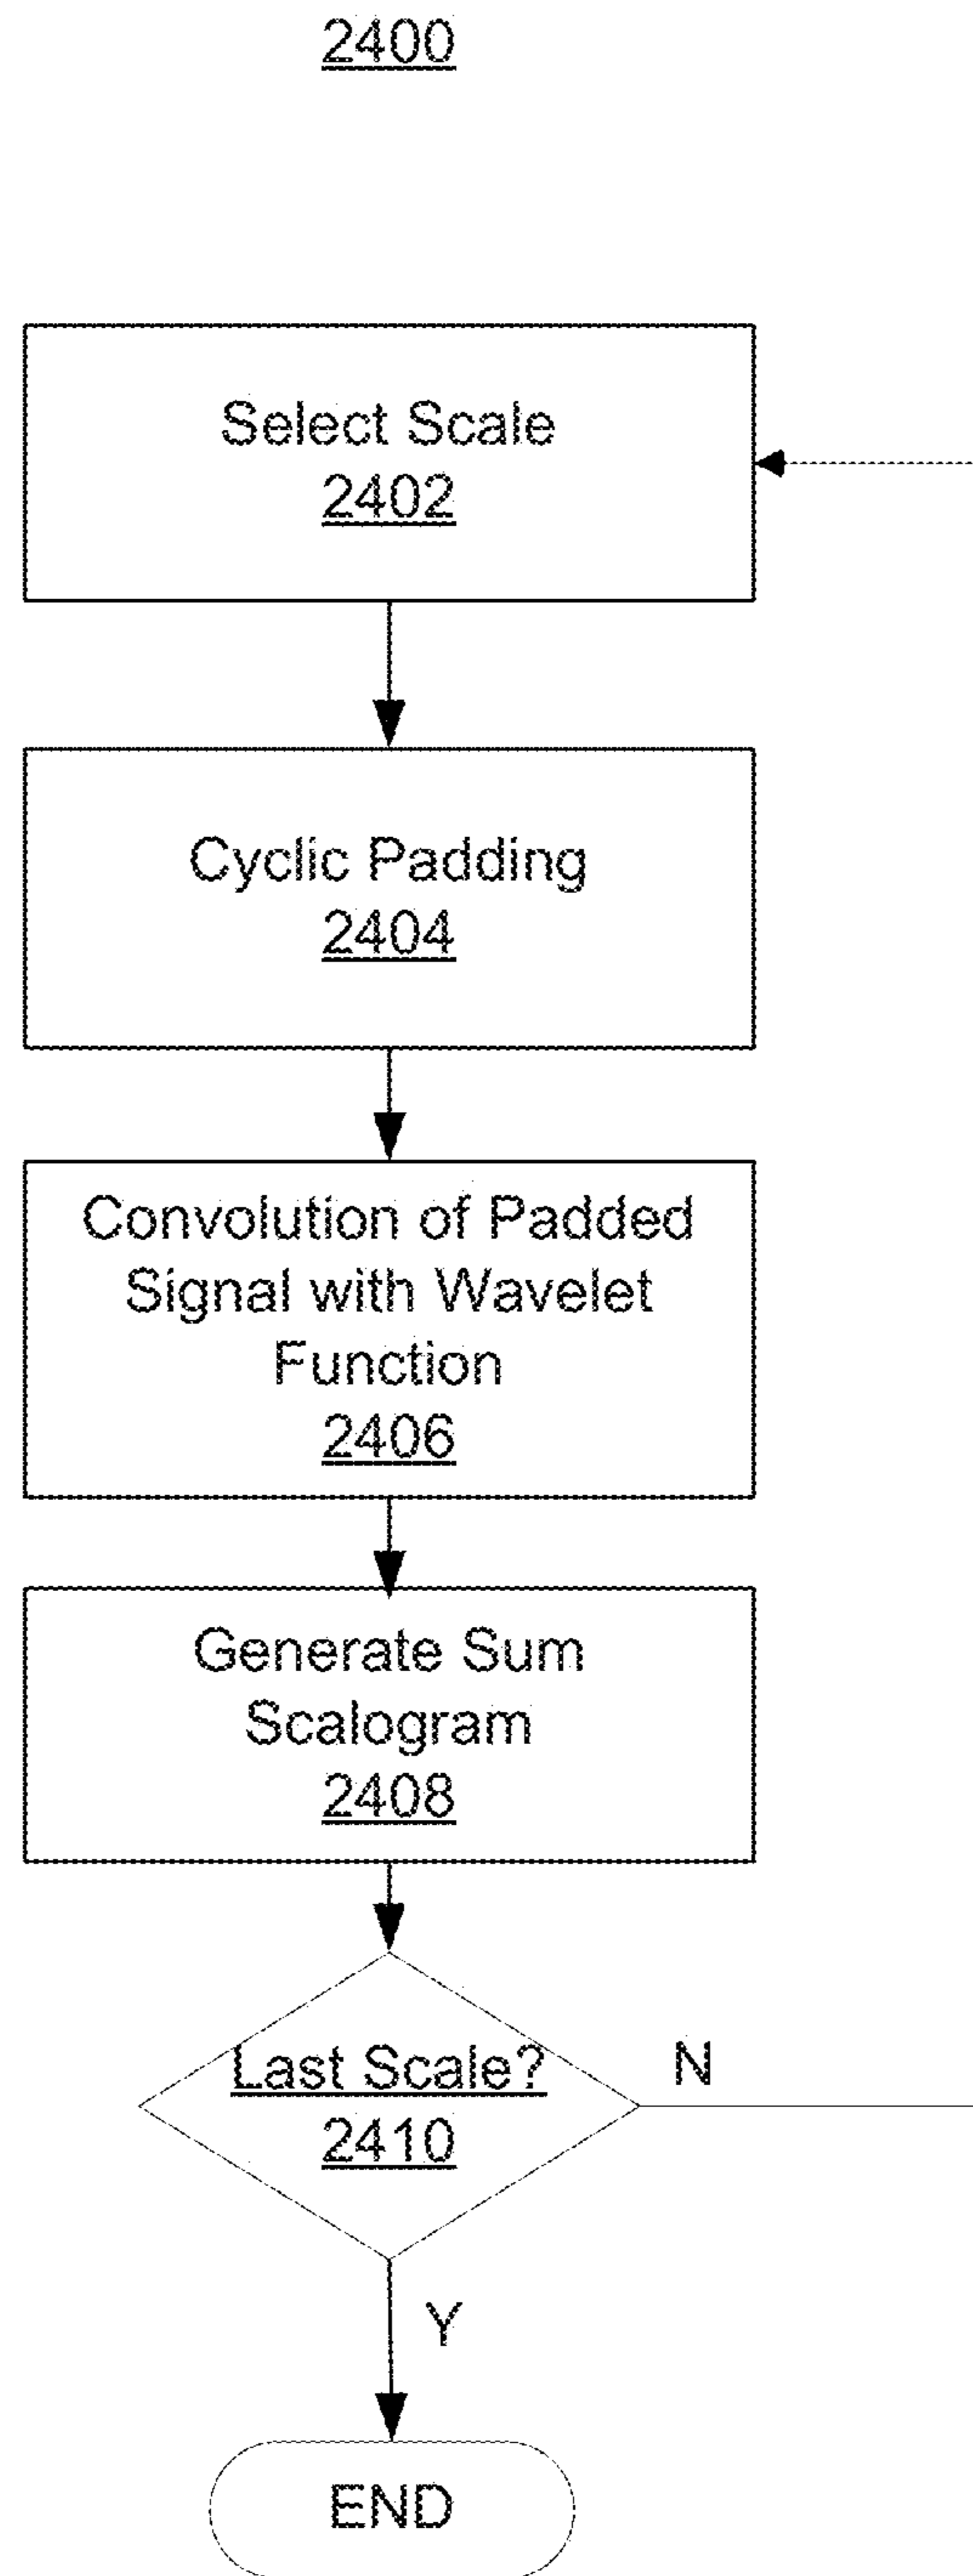 2400
Select Scale
2402
Cyclic Padding
2404
Convolution of Padded
Signal with Wavelet
Function
2406
Generate Sum
Scalogram
2408
Last Scale?
2410
N
Y
END